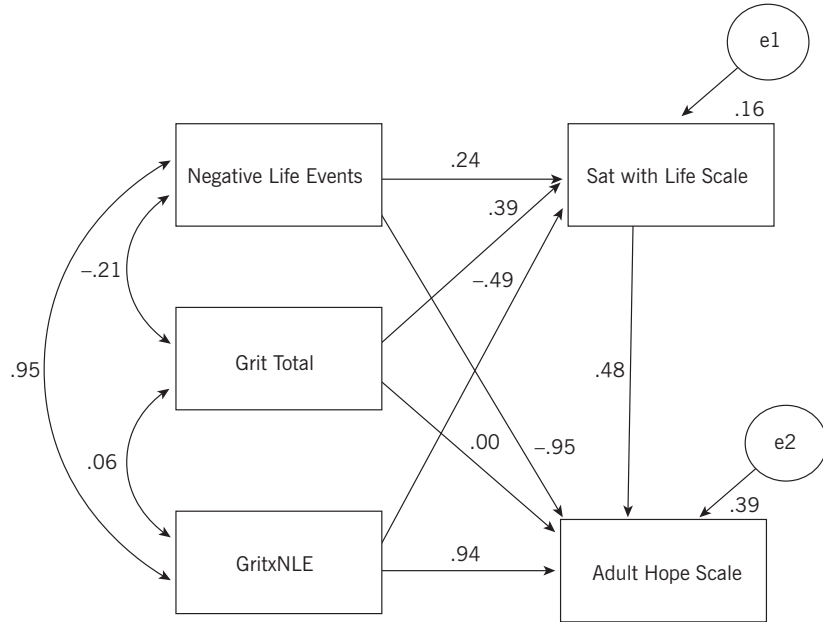 e1
.16
Negative Life Events
.24
Sat with Life Scale
.39
–.21
–.49
.95
Grit Total
.48
.06
.00
–.95
e2
.39
GritxNLE
.94
Adult Hope Scale